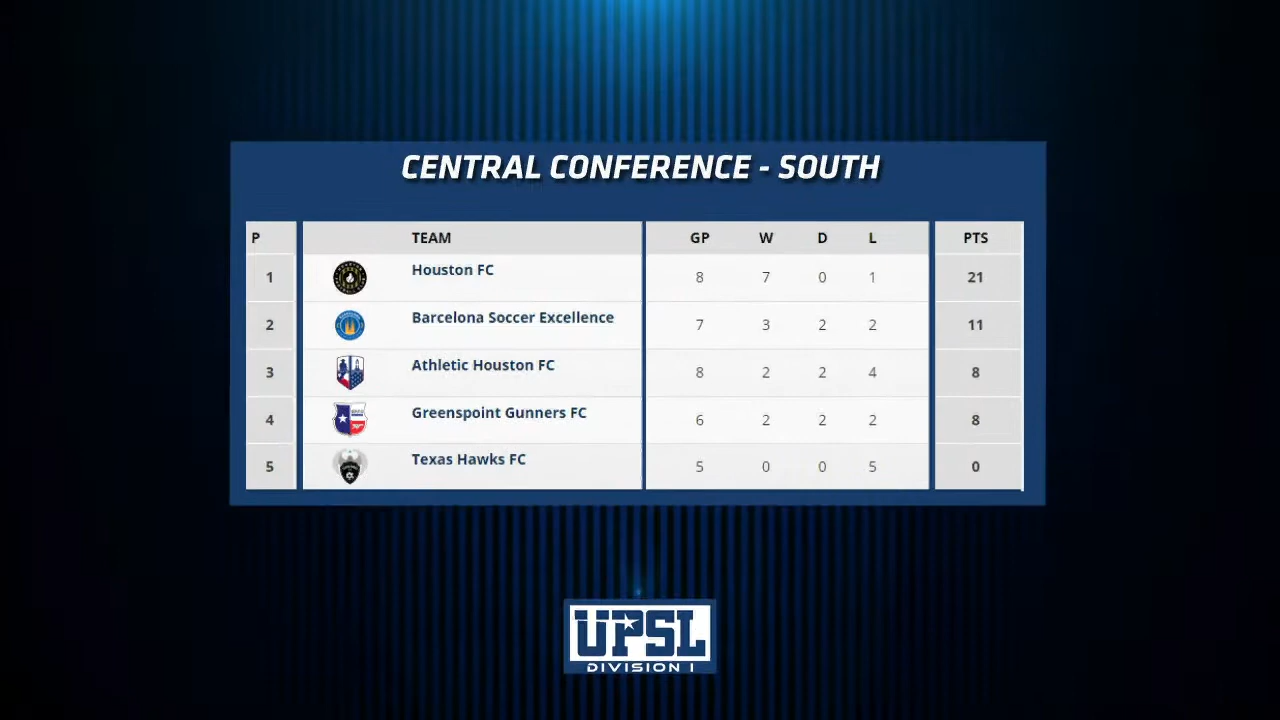 CENTRAL CONFERENCE - SOUTH
P TEAM GP W D L PTS
1 Houston FC 8 7 0 1 21
2 Barcelona Soccer Excellence 7 3 2 2 11
3 Athletic Houston FC 8 2 2 4 8
4 Greenspoint Gunners FC 6 2 2 2 8
5 Texas Hawks FC 5 0 0 5 0
UPSL
DIVISION I